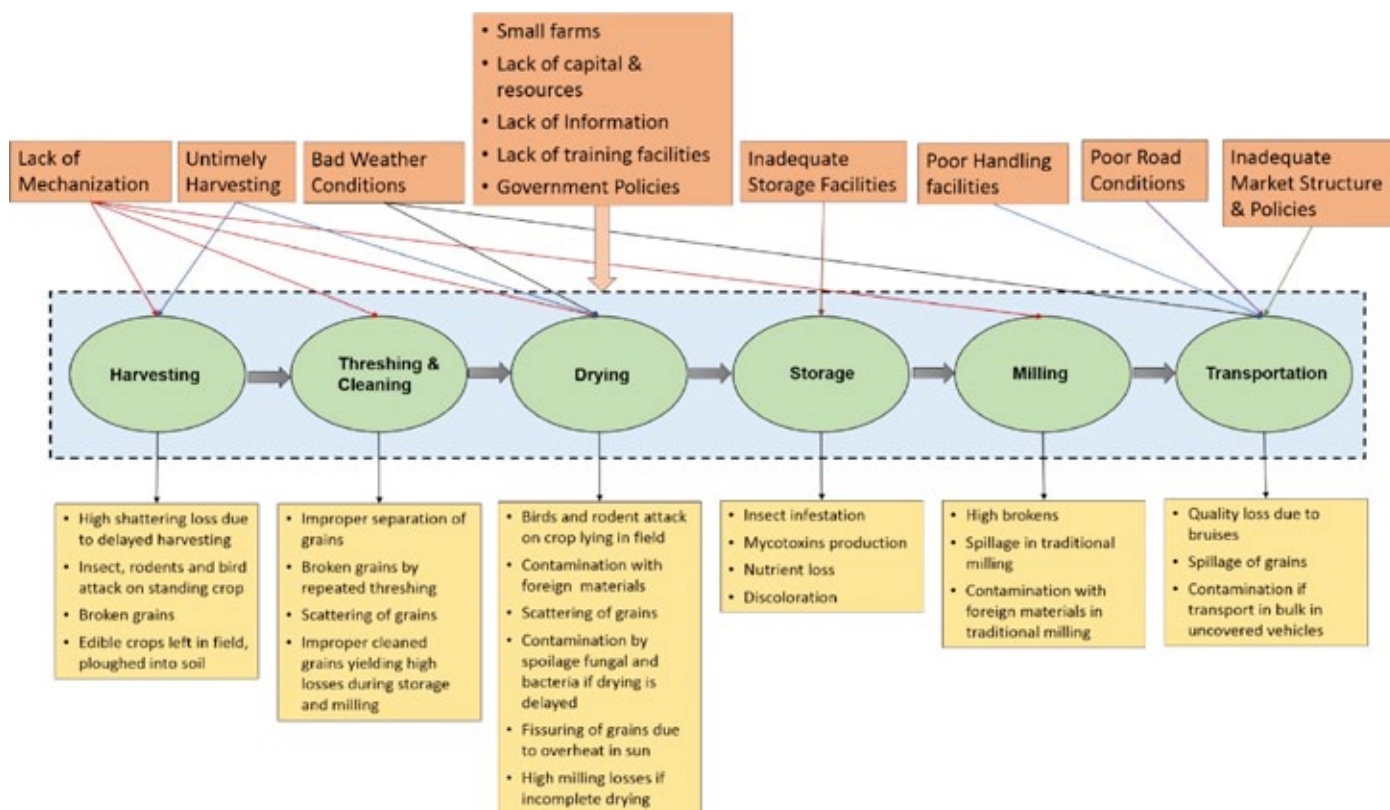 • Small farms
• Lack of capital &
resources
• Lack of Information
• Lack of training facilities
• Government Policies
Lack of
Mechanization
Untimely
Harvesting
Bad Weather
Conditions
Inadequate
Storage Facilities
Poor Handling
facilities
Poor Road
Conditions
Inadequate
Market Structure
& Policies
Harvesting
Threshing &
Cleaning
Drying
Storage
Milling
Transportation
• High shattering loss due
to delayed harvesting
• Insect, rodents and bird
attack on standing crop
• Broken grains
• Edible crops left in field,
ploughed into soil
• Improper separation of
grains
• Broken grains by
repeated threshing
• Scattering of grains
• Improper cleaned
grains yielding high
losses during storage
and milling
• Birds and rodent attack
on crop lying in field
• Contamination with
foreign materials
• Scattering of grains
• Contamination by
spoilage fungal and
bacteria if drying is
delayed
• Fissuring of grains due
to overheat in sun
• High milling losses if
incomplete drying
• Insect infestation
• Mycotoxins production
• Nutrient loss
• Discoloration
• High brokens
• Spillage in traditional
milling
• Contamination with
foreign materials in
traditional milling
• Quality loss due to
bruises
• Spillage of grains
• Contamination if
transport in bulk in
uncovered vehicles